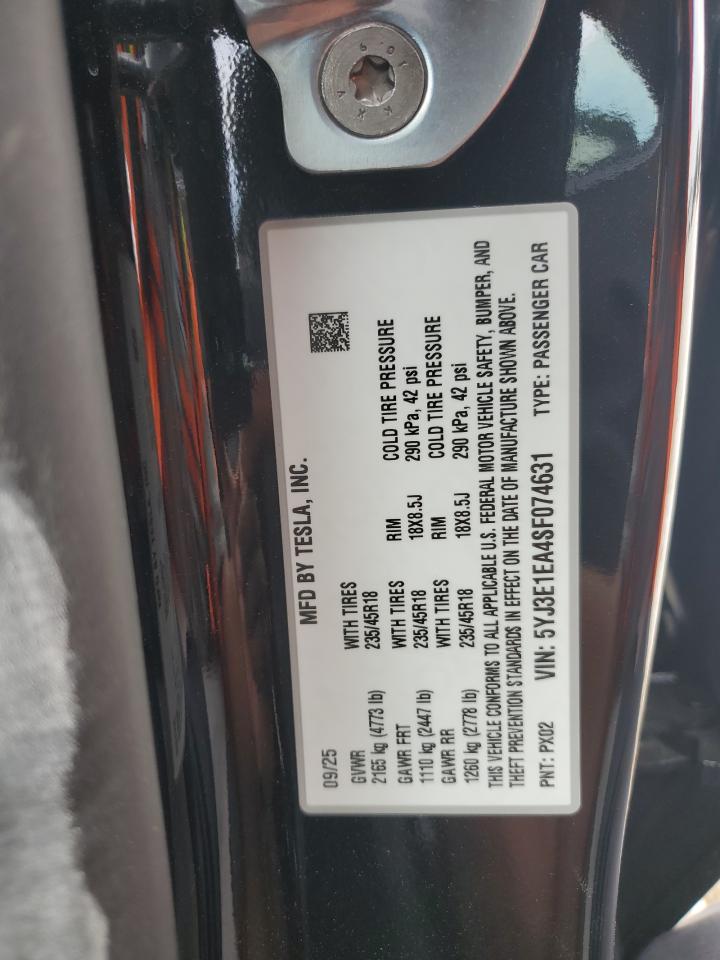 MFD BY TESLA, INC.
09/25
GVWR WITH TIRES RIM COLD TIRE PRESSURE
2165 kg (4773 lb) 235/45R18 18X8.5J 290 kPa, 42 psi
GAWR FRT WITH TIRES RIM COLD TIRE PRESSURE
1110 kg (2447 lb) 235/45R18 18X8.5J 290 kPa, 42 psi
GAWR RR WITH TIRES
1260 kg (2778 lb) 235/45R18
THIS VEHICLE CONFORMS TO ALL APPLICABLE U.S. FEDERAL MOTOR VEHICLE SAFETY, BUMPER, AND
THEFT PREVENTION STANDARDS IN EFFECT ON THE DATE OF MANUFACTURE SHOWN ABOVE.
PNT: PX02 VIN: 5YJ3E1EA4SF074631 TYPE: PASSENGER CAR